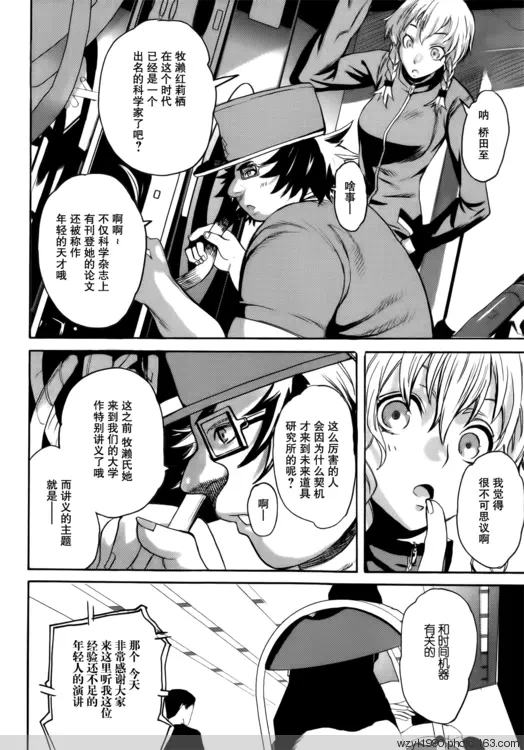 呐
桥田至
啥事——
牧瀬红莉栖
在这个时代
已经是一个
出名的科学
家了吧?
啊啊~
不仅科学杂志上
有刊登她的论文
还被称作
年轻的天才哦
我觉得
很不可思议啊
这么厉害的人
会因为什么契机
才来到未来道具
研究所的呢?
啊——
这之前 牧瀬氏她
来到我们的大学
作特别讲义了哦
而讲义的主题
就是——
和时间机器
有关的
那个 今天
非常感谢大家
来这里听我这位
经验还不足的
年轻人的演讲
wzyk1990.photo.163.com